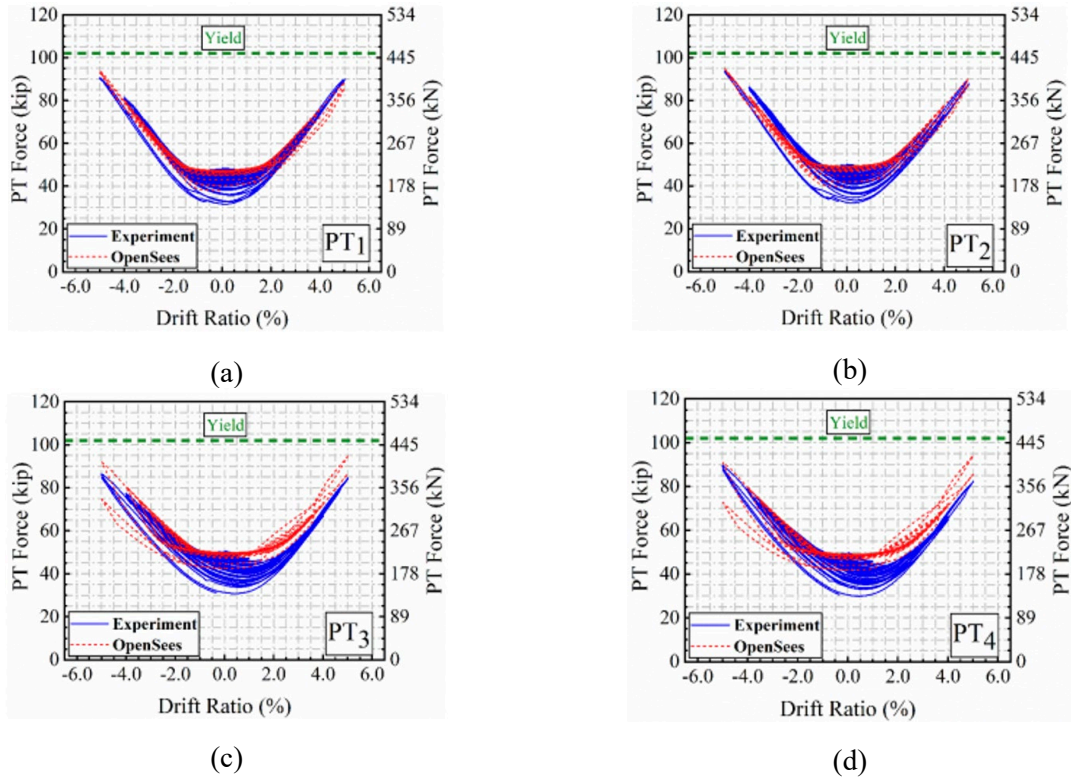 120
100
80
60
40
20
0
PT Force (kip)
534
445
356
267
178
89
0
PT Force (kN)
Yield
Experiment
OpenSees
PT1
-6.0 -4.0 -2.0 0.0 2.0 4.0 6.0
Drift Ratio (%)
(a)
120
100
80
60
40
20
0
PT Force (kip)
534
445
356
267
178
89
0
PT Force (kN)
Yield
Experiment
OpenSees
PT2
-6.0 -4.0 -2.0 0.0 2.0 4.0 6.0
Drift Ratio (%)
(b)
120
100
80
60
40
20
0
PT Force (kip)
534
445
356
267
178
89
0
PT Force (kN)
Yield
Experiment
OpenSees
PT3
-6.0 -4.0 -2.0 0.0 2.0 4.0 6.0
Drift Ratio (%)
(c)
120
100
80
60
40
20
0
PT Force (kip)
534
445
356
267
178
89
0
PT Force (kN)
Yield
Experiment
OpenSees
PT4
-6.0 -4.0 -2.0 0.0 2.0 4.0 6.0
Drift Ratio (%)
(d)